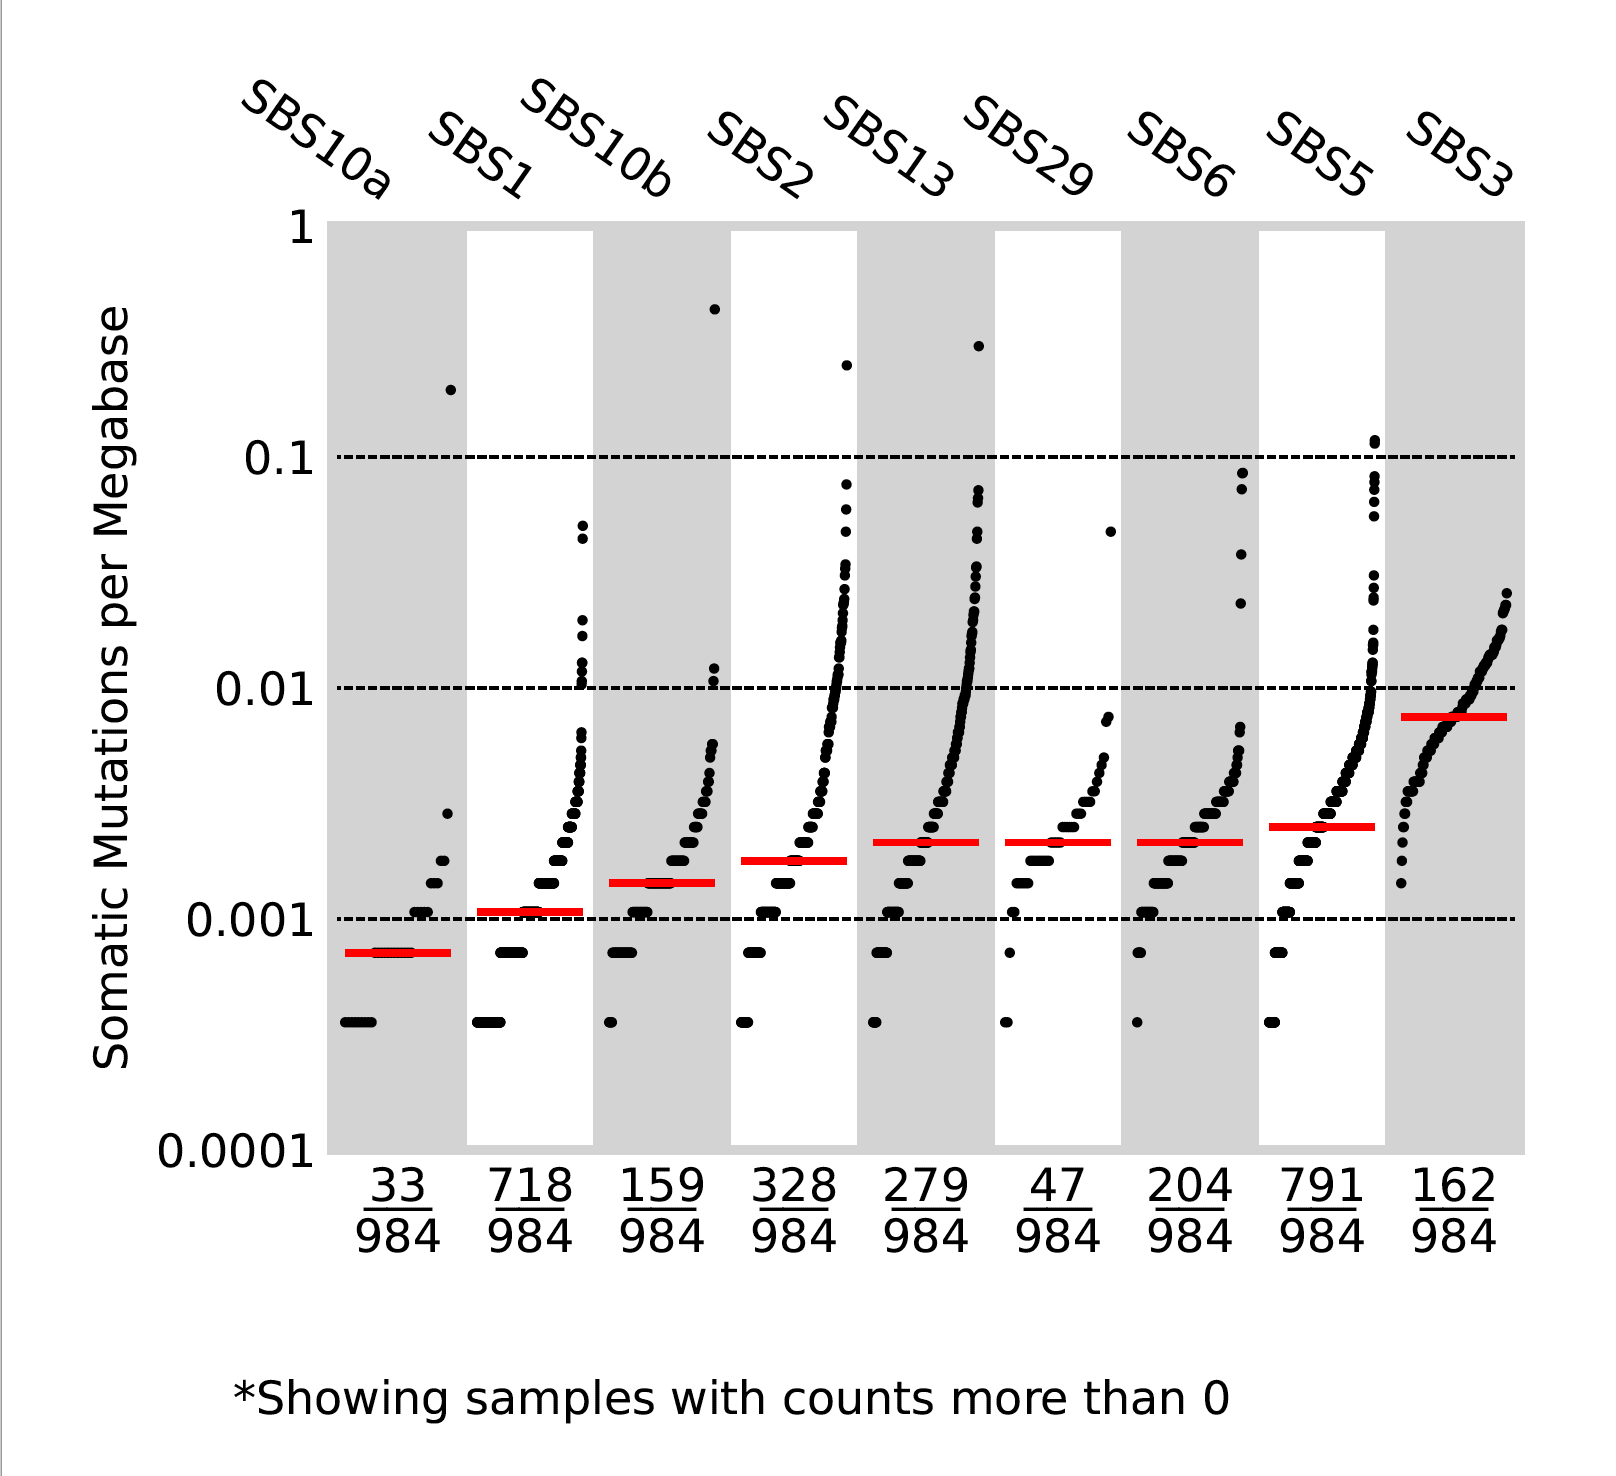 SBS10a SBS1 SBS10b SBS2 SBS13 SBS29 SBS6 SBS5 SBS3
Somatic Mutations per Megabase
1
0.1
0.01
0.001
0.0001
33 718 159 328 279 47 204 791 162
984 984 984 984 984 984 984 984 984
*Showing samples with counts more than 0